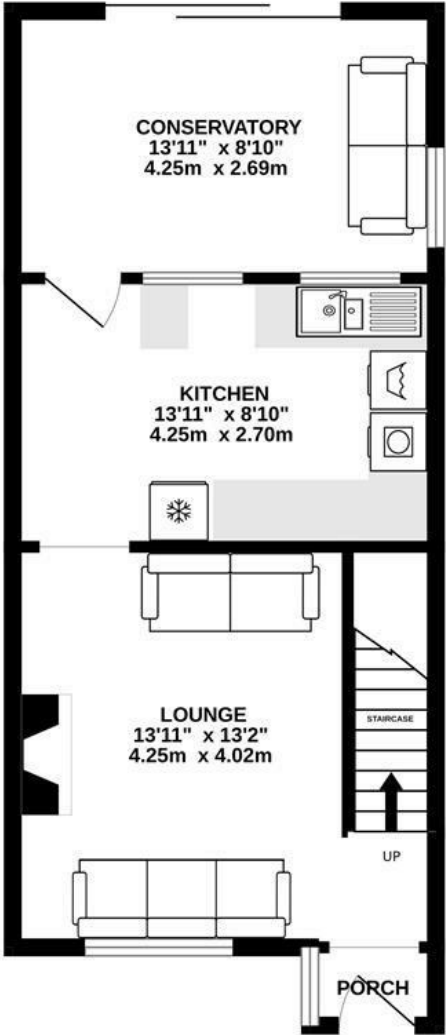 CONSERVATORY
13'11" x 8'10"
4.25m x 2.69m
KITCHEN
13'11" x 8'10"
4.25m x 2.70m
LOUNGE
13'11" x 13'2"
4.25m x 4.02m
STAIRCASE
UP
PORCH